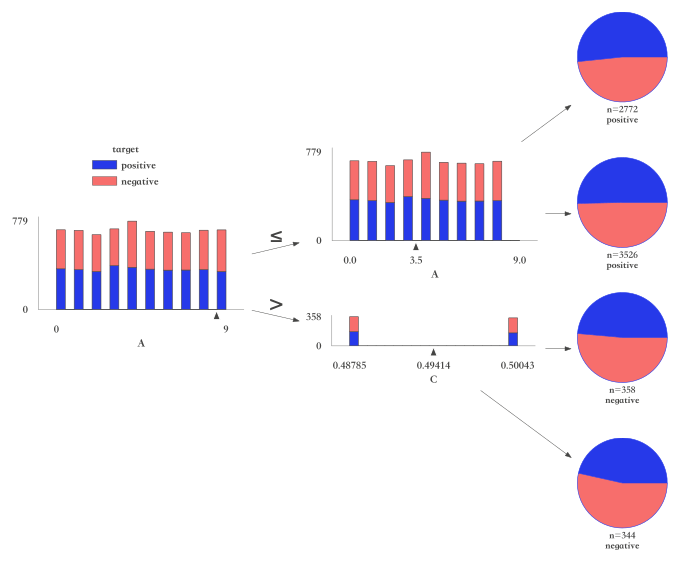 target
positive
negative
779
0
0
9
A
≤
>
779
0
0.0
3.5
9.0
A
358
0
0.48785
0.49414
0.50043
C
n=2772
positive
n=3526
positive
n=358
negative
n=344
negative